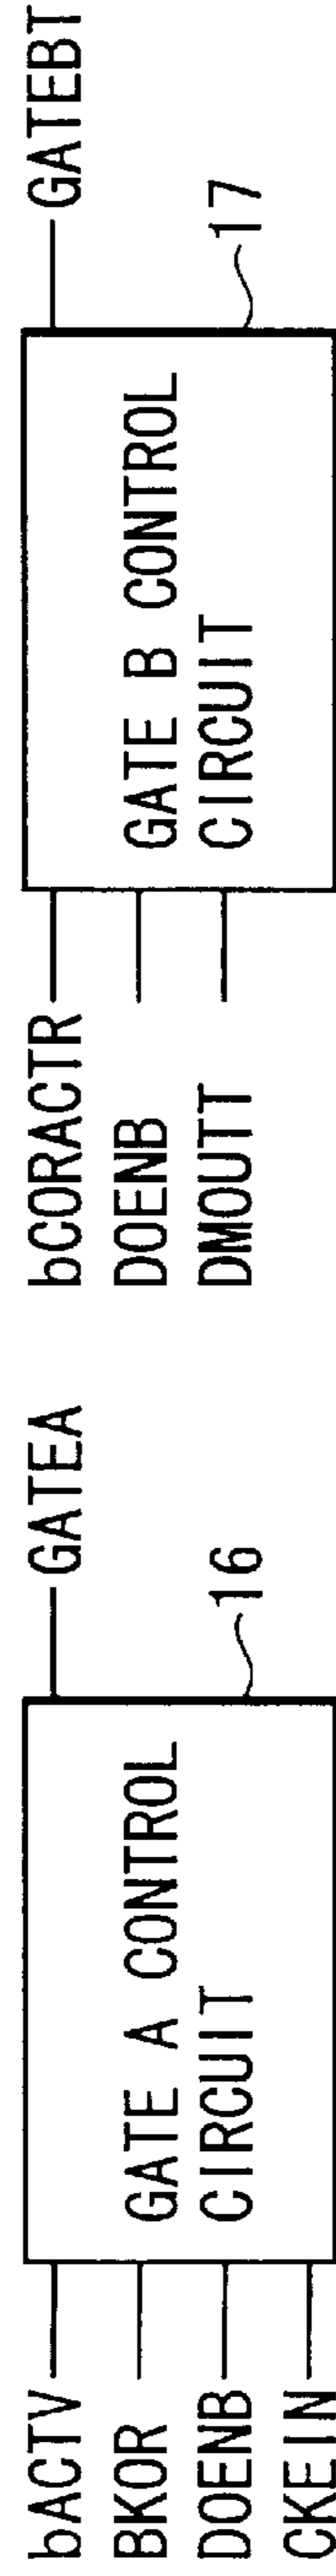 bACTV
BKOR
DOENB
CKEIN
GATE A CONTROL
CIRCUIT
GATEA
16
bCORACTR
DOENB
DMOUTT
GATE B CONTROL
CIRCUIT
GATEBT
17